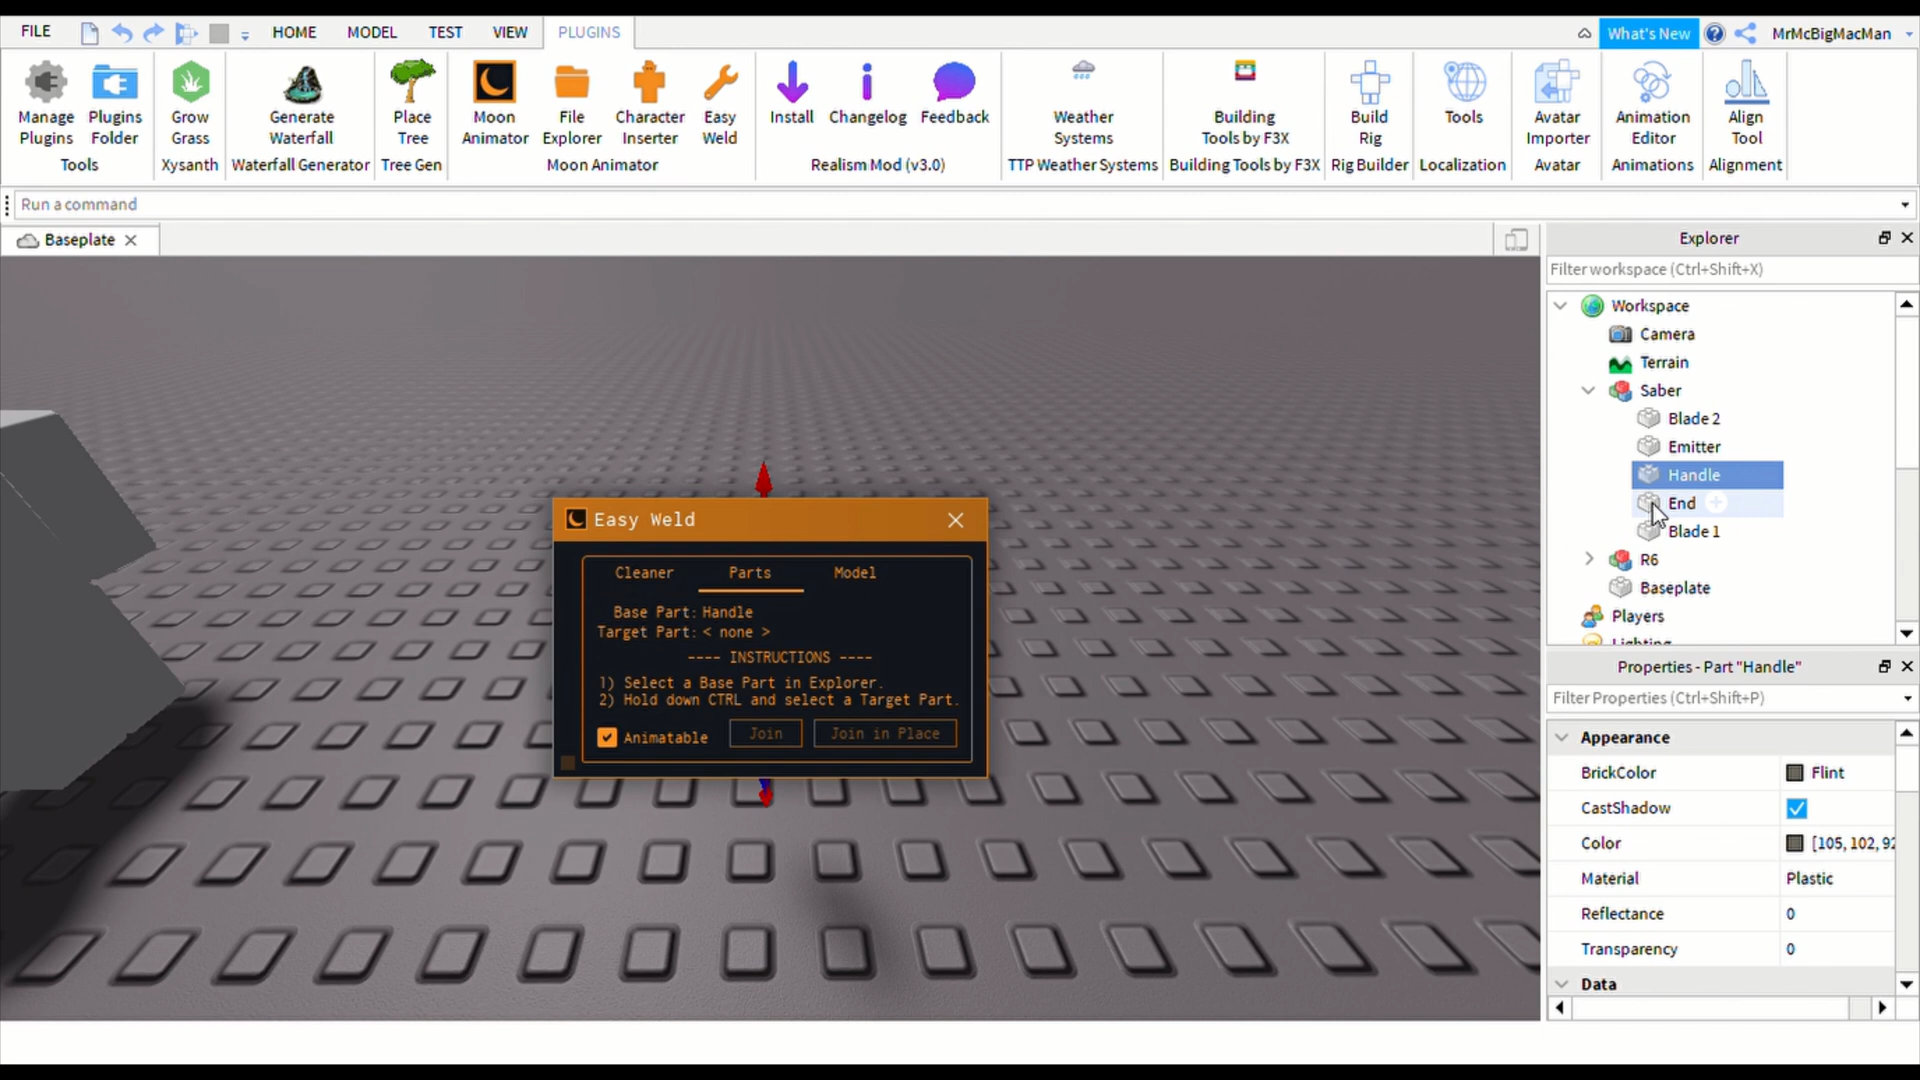 FILE HOME MODEL TEST VIEW PLUGINS What's New MrMcBigMacMan
Manage Plugins
Plugins Folder
Tools
Grow Grass
Xysanth
Generate Waterfall
Waterfall Generator
Place Tree
Tree Gen
Moon Animator
File Explorer
Character Inserter
Easy Weld
Moon Animator
Install
Changelog
Feedback
Realism Mod (v3.0)
Weather Systems
TTP Weather Systems
Building Tools by F3X
Building Tools by F3X
Build Rig
Rig Builder
Tools
Localization
Avatar Importer
Avatar
Animation Editor
Animations
Align Tool
Alignment
Run a command
Baseplate
Easy Weld
Cleaner Parts Model
Base Part: Handle
Target Part: < none >
---- INSTRUCTIONS ----
1) Select a Base Part in Explorer.
2) Hold down CTRL and select a Target Part.
Animatable Join Join in Place
Explorer
Filter workspace (Ctrl+Shift+X)
Workspace
Camera
Terrain
Saber
Blade 2
Emitter
Handle
End
Blade 1
R6
Baseplate
Players
Lighting
Properties - Part "Handle"
Filter Properties (Ctrl+Shift+P)
Appearance
BrickColor Flint
CastShadow
Color [105, 102, 92
Material Plastic
Reflectance 0
Transparency 0
Data